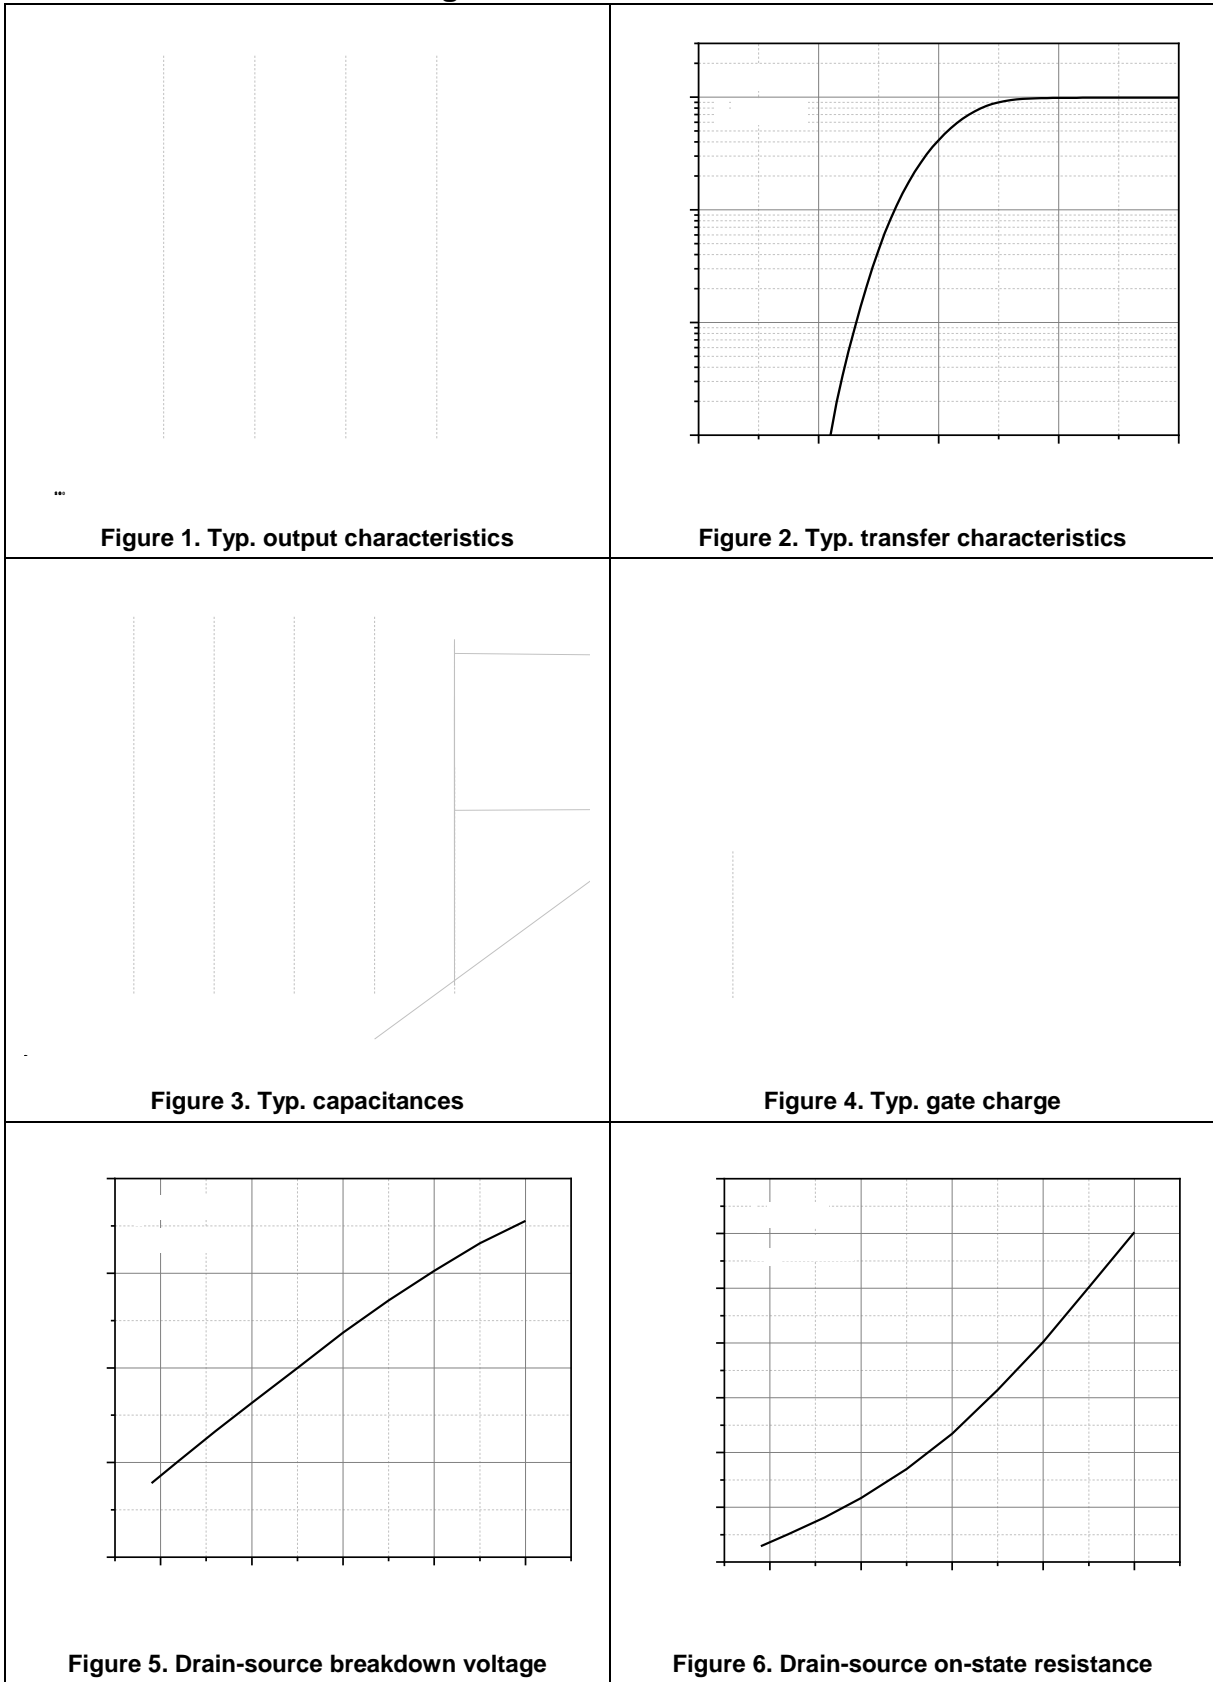 Figure 1. Typ. output characteristics
Figure 2. Typ. transfer characteristics
Figure 3. Typ. capacitances
Figure 4. Typ. gate charge
Figure 5. Drain-source breakdown voltage
Figure 6. Drain-source on-state resistance